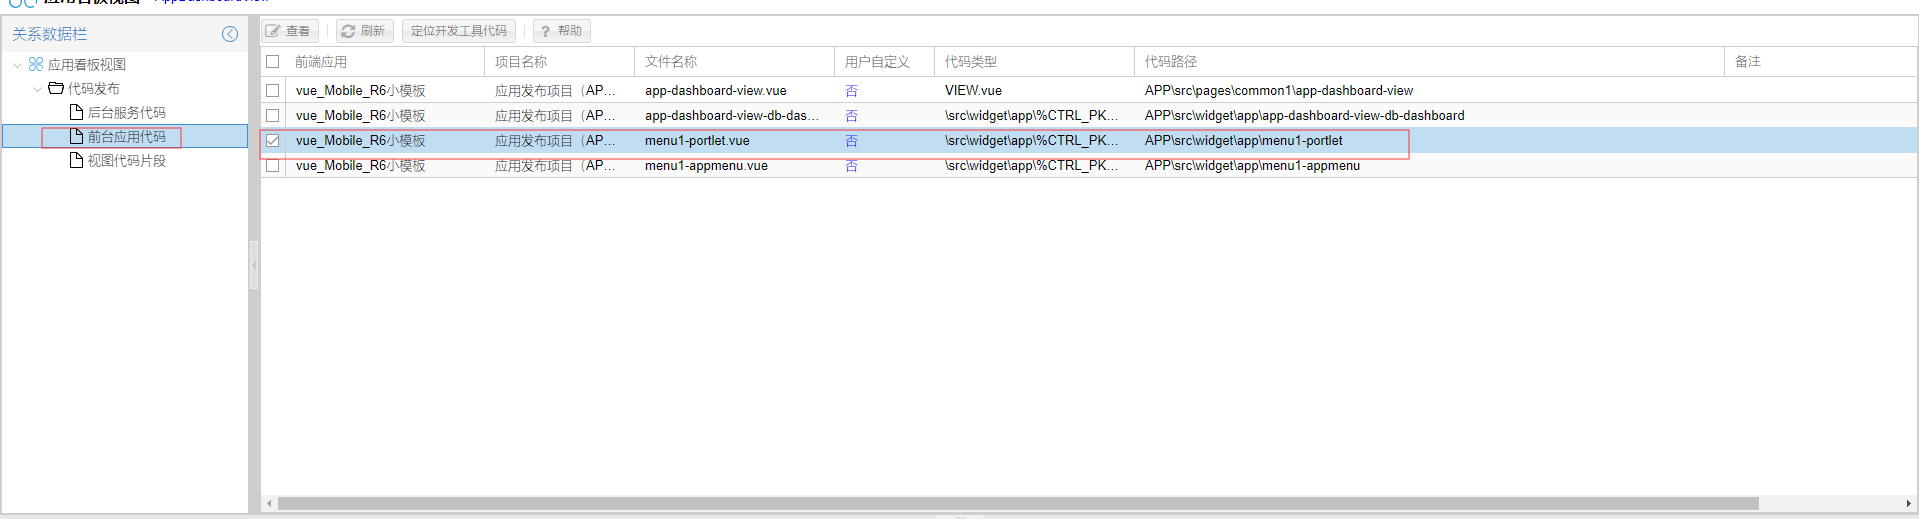 应用看板视图 AppDashboardView
关系数据栏
应用看板视图
代码发布
后台服务代码
前台应用代码
视图代码片段
查看 刷新 定位开发工具代码 ? 帮助
前端应用 项目名称 文件名称 用户自定义 代码类型 代码路径 备注
vue_Mobile_R6小模板 应用发布项目（AP... app-dashboard-view.vue 否 VIEW.vue APP\src\pages\common1\app-dashboard-view
vue_Mobile_R6小模板 应用发布项目（AP... app-dashboard-view-db-das... 否 \src\widget\app\%CTRL_PK... APP\src\widget\app\app-dashboard-view-db-dashboard
vue_Mobile_R6小模板 应用发布项目（AP... menu1-portlet.vue 否 \src\widget\app\%CTRL_PK... APP\src\widget\app\menu1-portlet
vue_Mobile_R6小模板 应用发布项目（AP... menu1-appmenu.vue 否 \src\widget\app\%CTRL_PK... APP\src\widget\app\menu1-appmenu